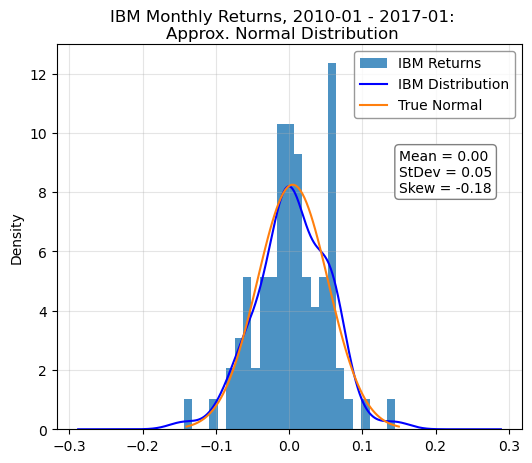 IBM Monthly Returns, 2010-01 - 2017-01:
Approx. Normal Distribution
IBM Returns
IBM Distribution
True Normal
Mean = 0.00
StDev = 0.05
Skew = -0.18
Density
12
10
8
6
4
2
0
−0.3
−0.2
−0.1
0.0
0.1
0.2
0.3